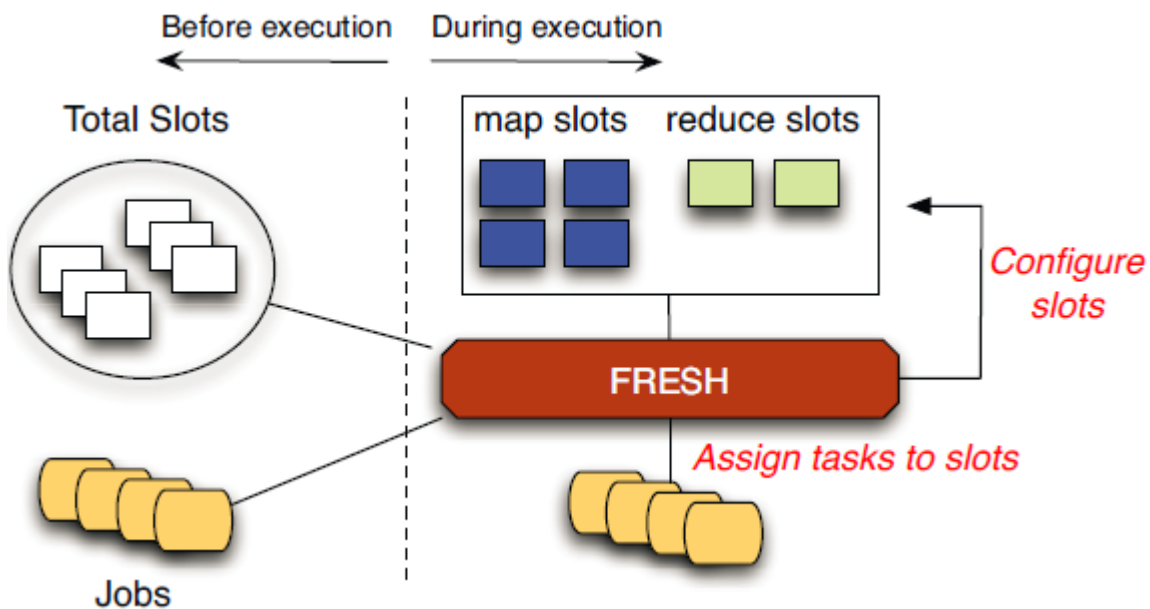 Before execution
During execution
Total Slots
map slots
reduce slots
Configure
slots
FRESH
Assign tasks to slots
Jobs